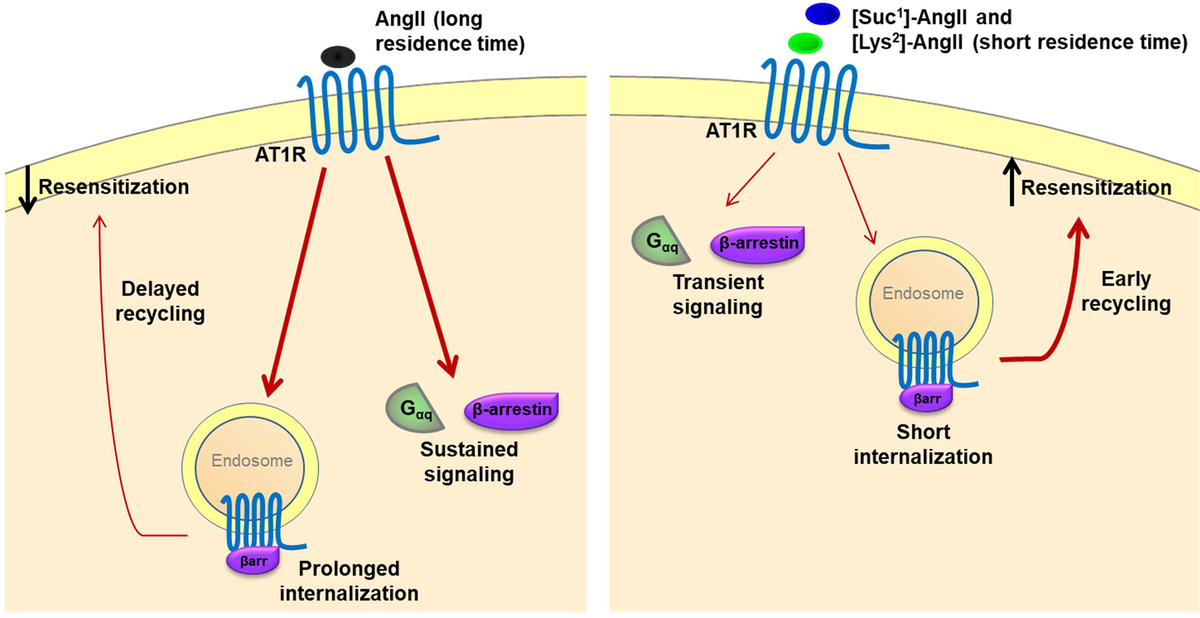 AngII (long
residence time)
AT1R
Resensitization
Delayed
recycling
Gαq
β-arrestin
Sustained
signaling
Endosome
βarr
Prolonged
internalization
[Suc¹]-AngII and
[Lys²]-AngII (short residence time)
AT1R
Resensitization
Gαq
β-arrestin
Transient
signaling
Endosome
Early
recycling
βarr
Short
internalization